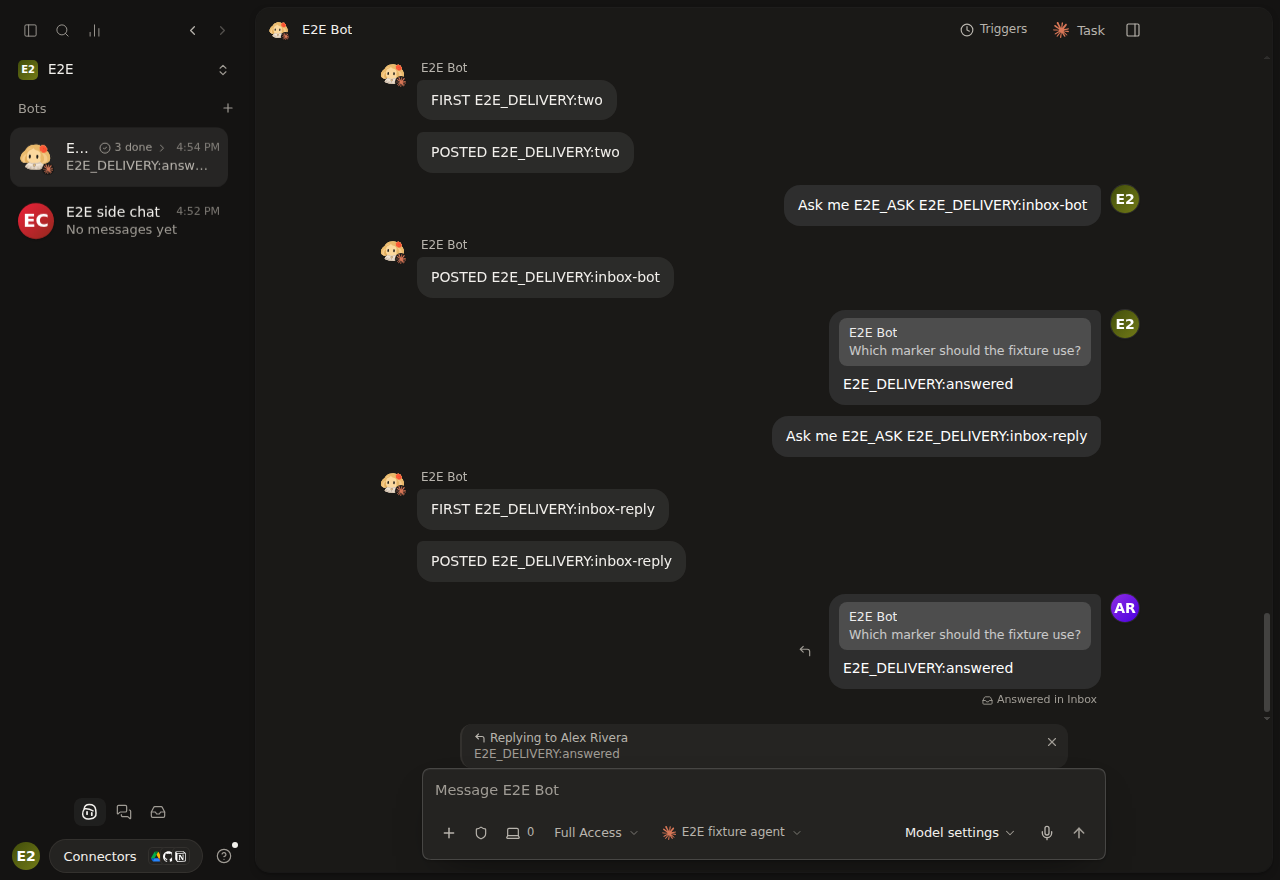 E2E Bot
Triggers
Task
E2 E2E
Bots
E... 3 done 4:54 PM
E2E_DELIVERY:answ...
EC E2E side chat 4:52 PM
No messages yet
E2E Bot
FIRST E2E_DELIVERY:two
POSTED E2E_DELIVERY:two
Ask me E2E_ASK E2E_DELIVERY:inbox-bot
E2
E2E Bot
POSTED E2E_DELIVERY:inbox-bot
E2E Bot
Which marker should the fixture use?
E2E_DELIVERY:answered
E2
Ask me E2E_ASK E2E_DELIVERY:inbox-reply
E2E Bot
FIRST E2E_DELIVERY:inbox-reply
POSTED E2E_DELIVERY:inbox-reply
E2E Bot
Which marker should the fixture use?
E2E_DELIVERY:answered
AR
Answered in Inbox
Replying to Alex Rivera
E2E_DELIVERY:answered
Message E2E Bot
0 Full Access E2E fixture agent Model settings
E2 Connectors